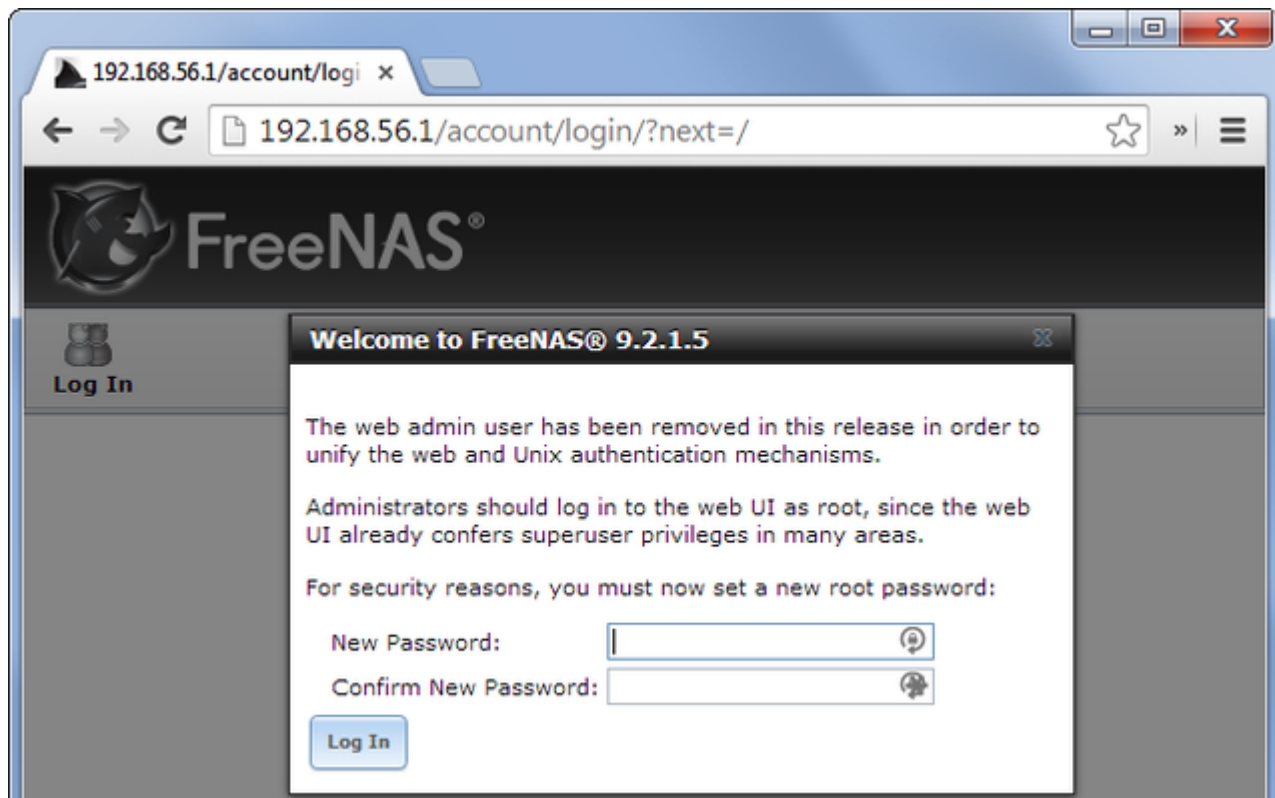 192.168.56.1/account/logi
192.168.56.1/account/login/?next=/
FreeNAS®
Log In
Welcome to FreeNAS® 9.2.1.5
The web admin user has been removed in this release in order to
unify the web and Unix authentication mechanisms.
Administrators should log in to the web UI as root, since the web
UI already confers superuser privileges in many areas.
For security reasons, you must now set a new root password:
New Password:
Confirm New Password:
Log In